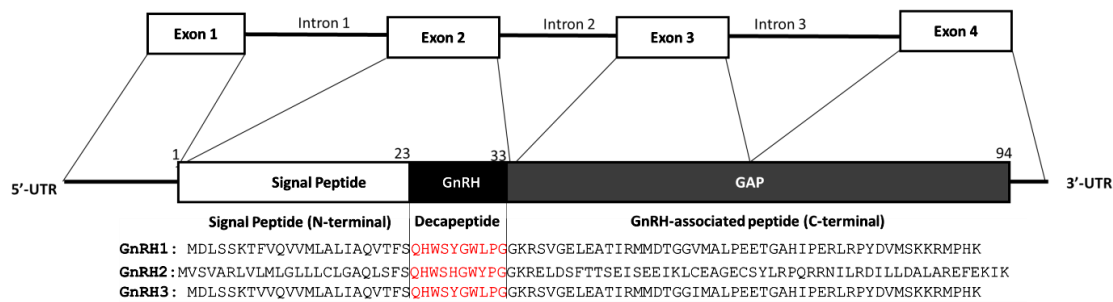 Exon 1 Intron 1 Exon 2 Intron 2 Exon 3 Intron 3 Exon 4
1 23 33 94
5'-UTR Signal Peptide GnRH GAP 3'-UTR
Signal Peptide (N-terminal) Decapeptide GnRH-associated peptide (C-terminal)
GnRH1: MDLSSKTFVQVVMLALIAQVTFSQHWSYGWLPGGKRSVGELEATIRMMDTGGVMALPEETGAHIPERLRPYDVMSKKRMPHK
GnRH2: MVSVARLVLMLGLLLCLGAQLSFSQHWSHGWYPGGKRELDSFTTSEISEEIKLCEAGECSYLRPQRRNILRDILLDALAREFEKIK
GnRH3: MDLSSKTVVQVVMLALIAQVTFSQHWSYGWLPGGKRSVGELEATIRMMDTGGVMALPEETGAHIPERLRPYDVMSKKRMPHK